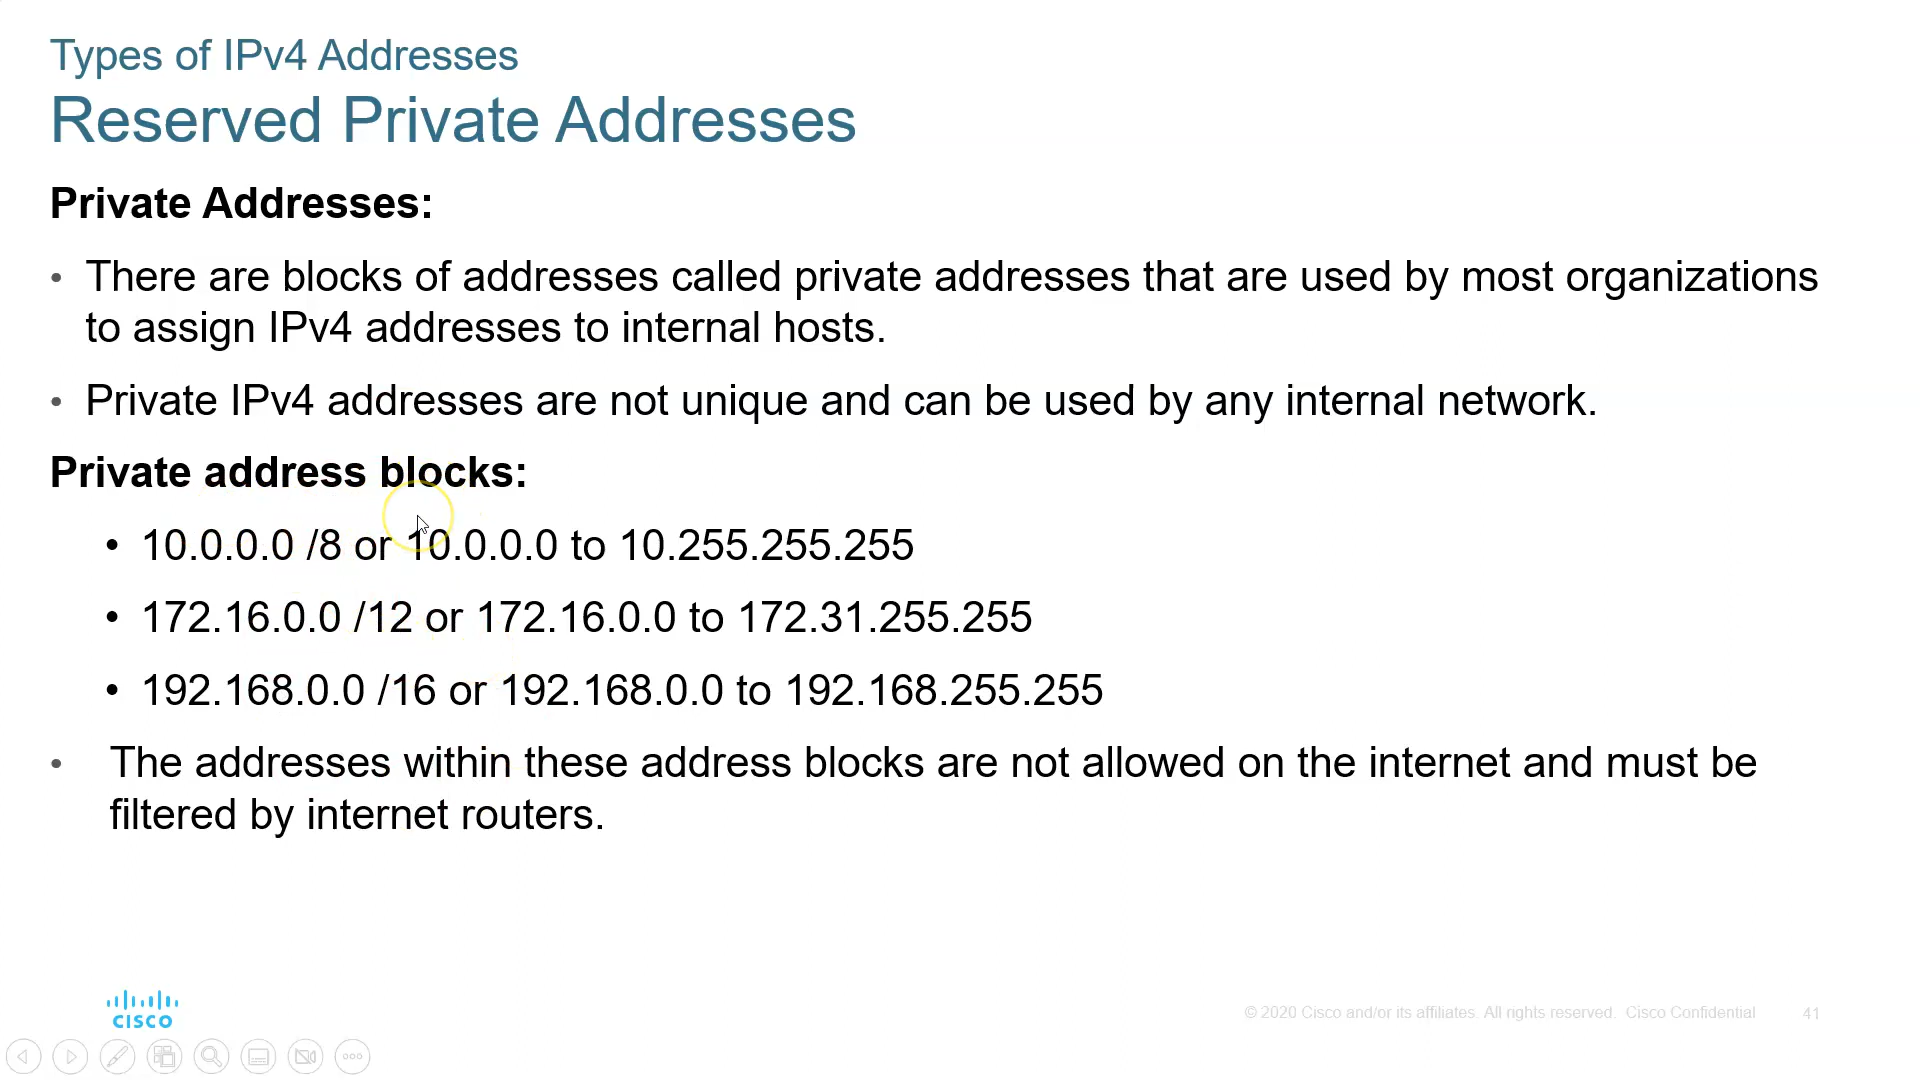 Types of IPv4 Addresses
Reserved Private Addresses
Private Addresses:
• There are blocks of addresses called private addresses that are used by most organizations
to assign IPv4 addresses to internal hosts.
• Private IPv4 addresses are not unique and can be used by any internal network.
Private address blocks:
• 10.0.0.0 /8 or 10.0.0.0 to 10.255.255.255
• 172.16.0.0 /12 or 172.16.0.0 to 172.31.255.255
• 192.168.0.0 /16 or 192.168.0.0 to 192.168.255.255
• The addresses within these address blocks are not allowed on the internet and must be
filtered by internet routers.
CISCO
© 2020 Cisco and/or its affiliates. All rights reserved. Cisco Confidential 41